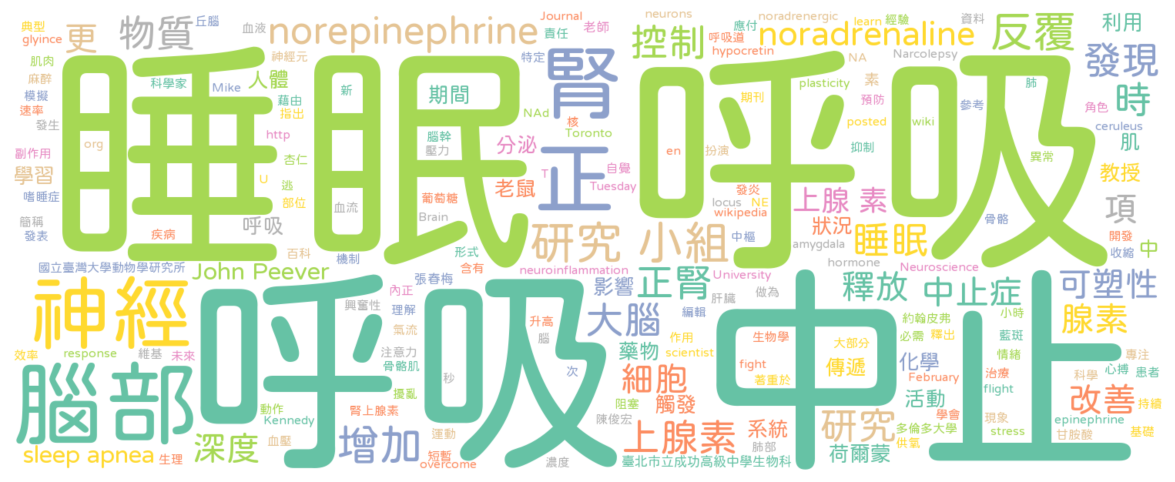 典型 丘腦 血液 norepinephrine Journal 責任 老師 neurons 應付 noradrenergic learn 經驗 資料 利用
glyince 更 物質 神經元 特定 控制 呼吸道 noradrenaline 科學 反覆
肌肉 人體 腎 hypocretin NA Narcolepsy 發現
麻醉 科學家 新 期間 plasticity 素 肺 時
模擬 Mike 藉由 期刊 預防 參考
速率 指出 NAd 核 posted 角色
發生 http 腦幹 分泌 Toronto en 扮演 wiki ceruleus
org 壓力 正 抑制 肌
副作用 杏仁 T 自覺 異常
學習 U 逃 老鼠 Tuesday 發炎 教授
嗜睡症 部位 葡萄糖 locus NE 上腺 素
簡稱 血流 Brain wikipedia 狀況 骨骼 項
發表 呼吸 研究 小組 中樞 睡眠 開發 中
疾病 睡眠呼吸
百科 機制 形式 amygdala 收縮
國立臺灣大學動物學研究所 張春梅 含有 neuroinflammation University hormone Neuroscience
John Peever 內正 影響 正腎 肝臟 做為 釋放 中止症 可塑性
神經 興奮性 理解 大腦 編輯
氣流 升高 作用 生物學 大部分 約翰皮弗 小時
效率 response 維基 未來 注意力 腦 藥物 scientist 必需 釋出 藍斑 腺素
骨骼肌 次 fight 化學 情緒 專注
腦部 呼吸中止
秒 細胞 著重於 傳遞 治療 科學 心搏 患者
擾亂 觸發 February flight 改善
動作 腎上腺素 阻塞 陳俊宏 活動 學會 現象 持續
Kennedy 運動 上腺素 系統 研究 多倫多大學 stress epinephrine 基礎
sleep apnea 生理 深度 血壓 增加 短暫 肺部 荷爾蒙 供氧 甘胺酸
overcome 濃度 臺北市立成功高級中學生物科